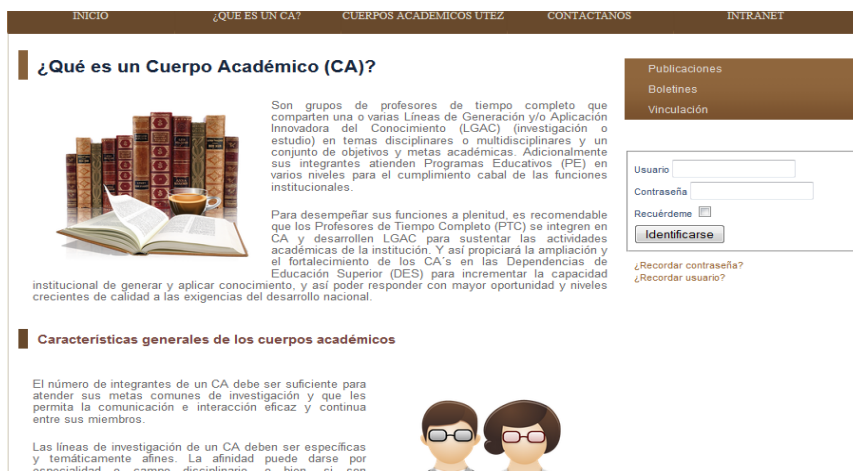 INICIO ¿QUÉ ES UN CA? CUERPOS ACADÉMICOS UTEZ CONTÁCTANOS INTRANET
¿Qué es un Cuerpo Académico (CA)?
Son grupos de profesores de tiempo completo que
comparten una o varias Líneas de Generación y/o Aplicación
Innovadora del Conocimiento (LGAC) (investigación o
estudio) en temas disciplinares o multidisciplinares y un
conjunto de objetivos y metas académicas. Adicionalmente
sus integrantes atienden Programas Educativos (PE) en
varios niveles para el cumplimiento cabal de las funciones
institucionales.
Para desempeñar sus funciones a plenitud, es recomendable
que los Profesores de Tiempo Completo (PTC) se integren en
CA y desarrollen LGAC para sustentar las actividades
académicas de la institución. Y así propiciará la ampliación y
el fortalecimiento de los CA´s en las Dependencias de
Educación Superior (DES) para incrementar la capacidad
institucional de generar y aplicar conocimiento, y así poder responder con mayor oportunidad y niveles
crecientes de calidad a las exigencias del desarrollo nacional.
Características generales de los cuerpos académicos
El número de integrantes de un CA debe ser suficiente para
atender sus metas comunes de investigación y que les
permita la comunicación e interacción eficaz y continua
entre sus miembros.
Las líneas de investigación de un CA deben ser específicas
y temáticamente afines. La afinidad puede darse por
especialidad o campo disciplinario, o bien, si son
Publicaciones
Boletines
Vinculación
Usuario
Contraseña
Recuérdeme
Identificarse
¿Recordar contraseña?
¿Recordar usuario?